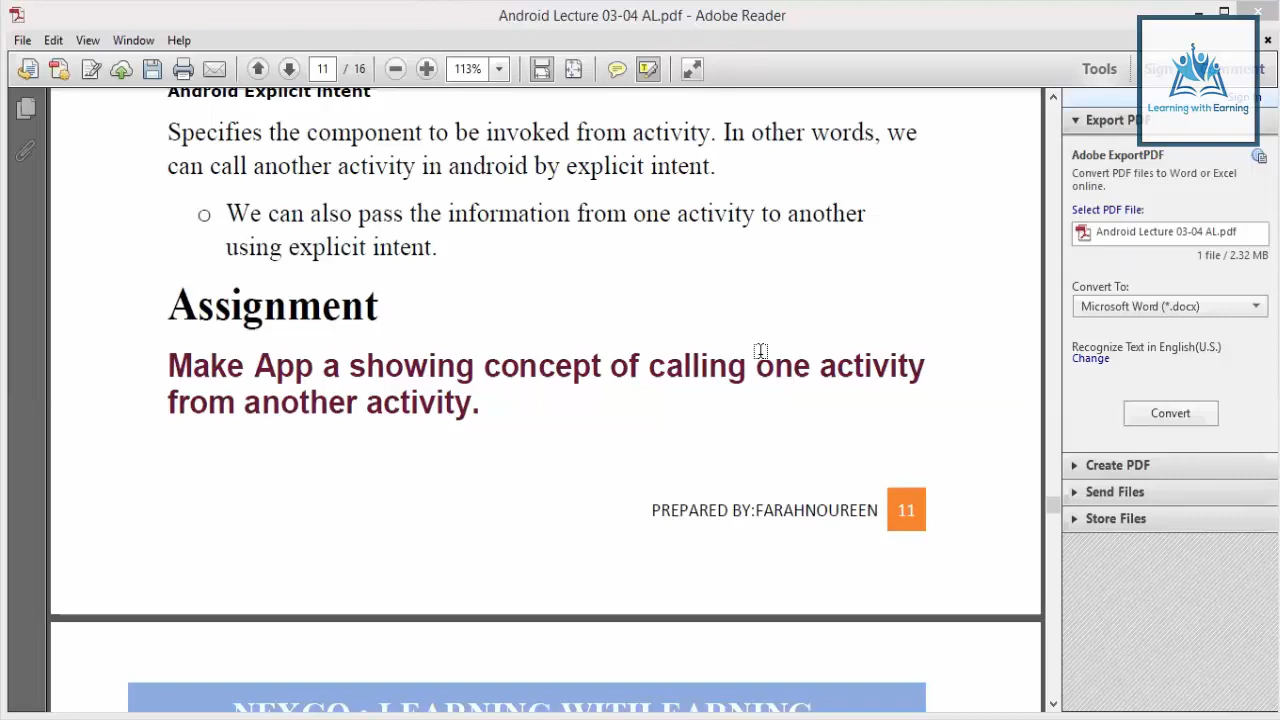 Android Lecture 03-04 AL.pdf - Adobe Reader
File Edit View Window Help
11 / 16 113% Tools
Learning with Earning
Android Explicit Intent
Specifies the component to be invoked from activity. In other words, we
can call another activity in android by explicit intent.
o We can also pass the information from one activity to another
using explicit intent.
Assignment
Make App a showing concept of calling one activity
from another activity.
PREPARED BY:FARAHNOUREEN 11
NEXCO : LEARNING WITH EARNING
Export PDF
Adobe ExportPDF
Convert PDF files to Word or Excel
online.
Select PDF File:
Android Lecture 03-04 AL.pdf
1 file / 2.32 MB
Convert To:
Microsoft Word (*.docx)
Recognize Text in English(U.S.)
Change
Convert
Create PDF
Send Files
Store Files